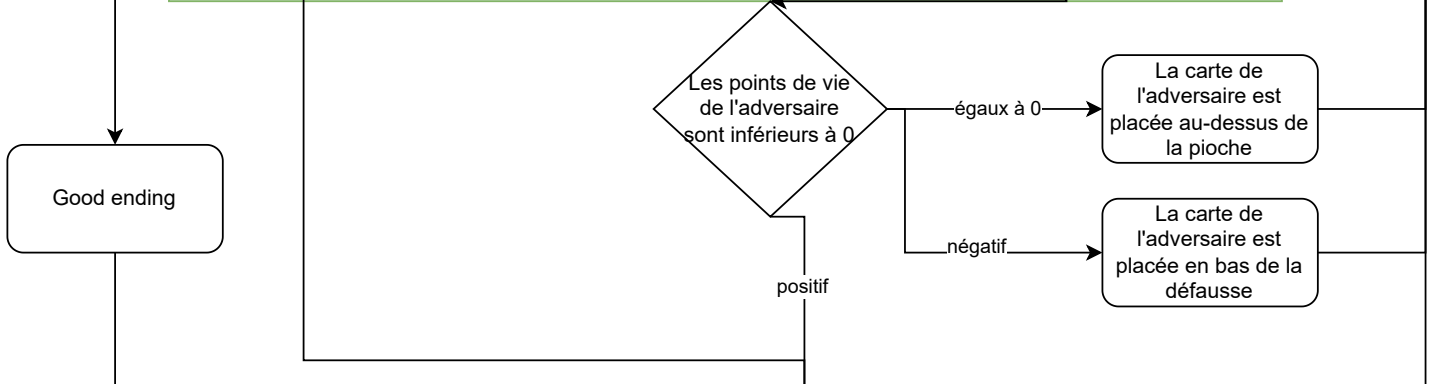 Good ending
Les points de vie
de l'adversaire
sont inférieurs à 0
égaux à 0
négatif
positif
La carte de
l'adversaire est
placée au-dessus de
la pioche
La carte de
l'adversaire est
placée en bas de la
défausse